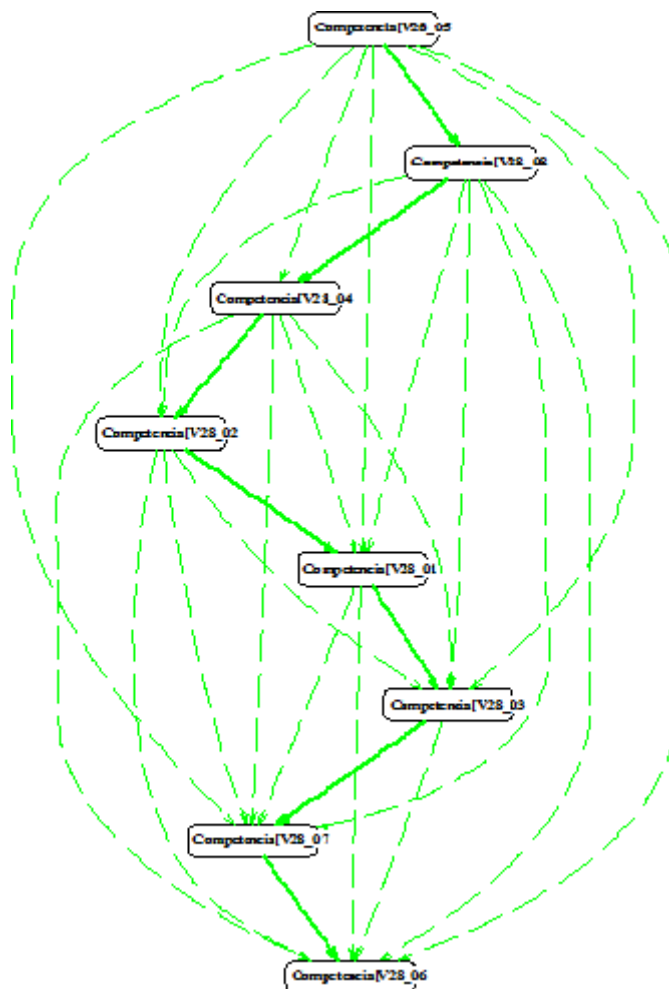 Competencia[V28_05
Competencia[V28_08
Competencia[V28_04
Competencia[V28_02
Competencia[V28_01
Competencia[V28_03
Competencia[V28_07
Competencia[V28_06